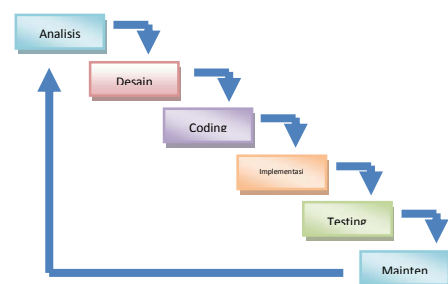 Analisis
Desain
Coding
Implementasi
Testing
Mainten